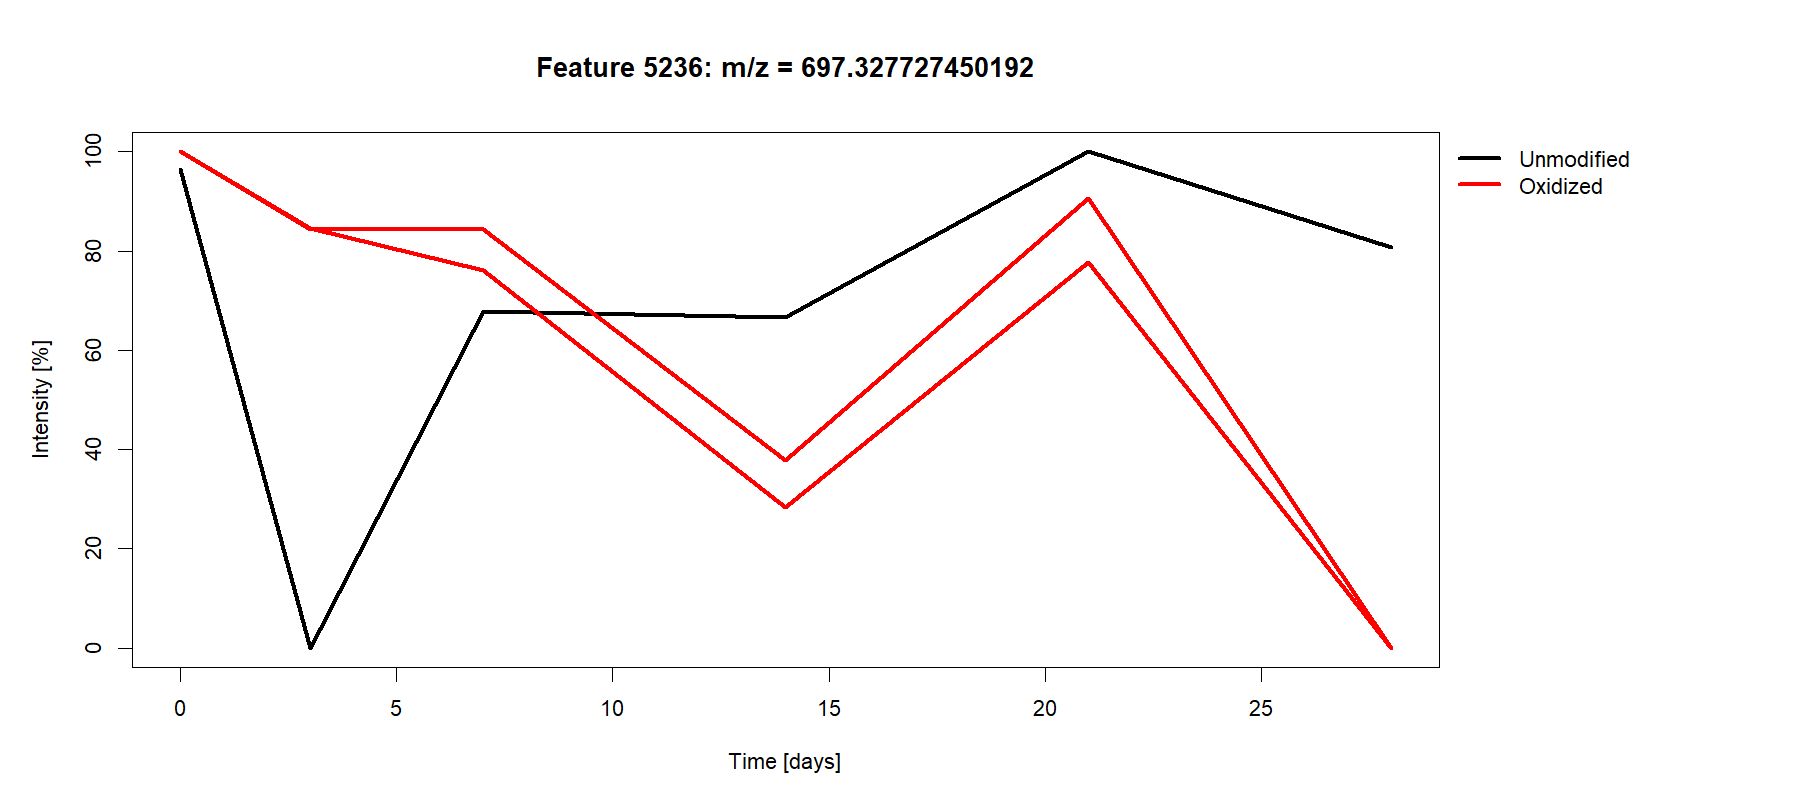 Feature 5236: m/z = 697.327727450192
Unmodified
Oxidized
Intensity [%]
100
80
60
40
20
0
0 5 10 15 20 25
Time [days]